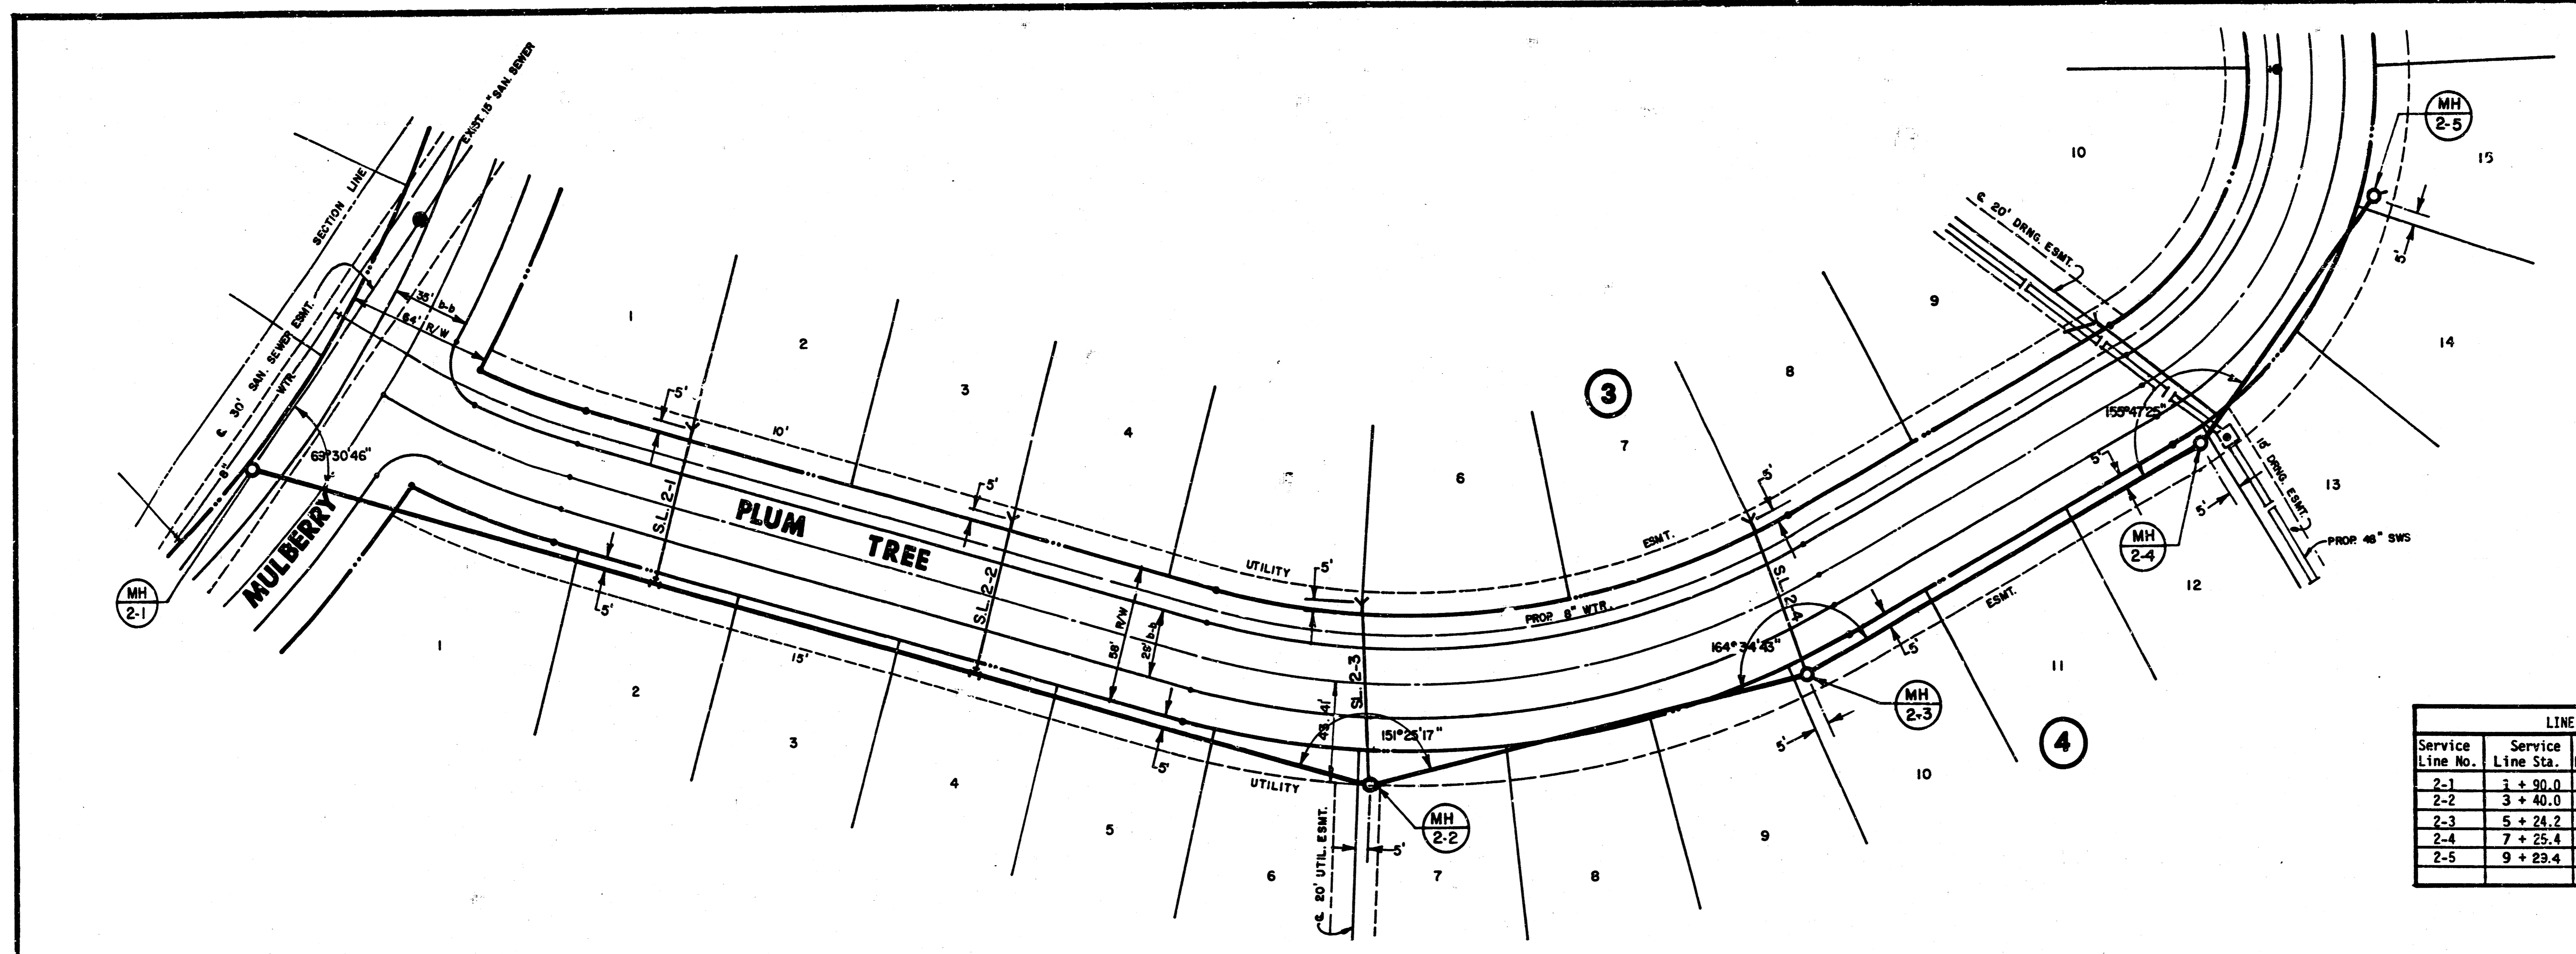 EXIST. 15" SAN. SEWER
SECTION LINE
℄ 30' SAN. SEWER ESMT.
8" WTR.
35' b-b
64' R/W
69°30'46"
MULBERRY
MH
2-1
1
2
3
4
6
7
8
9
10
3
5'
10'
5'
5'
5'
S.L. 2-1
S.L. 2-2
S.L. 2-3
S.L. 2-4
PLUM TREE
UTILITY
ESMT.
PROP. 8" WTR.
58' R/W
28' b-b
43.41'
151°25'17"
164°34'43"
155°47'25"
℄ 20' DRNG. ESMT.
15' DRNG. ESMT.
PROP. 48" SWS
MH
2-5
MH
2-4
MH
2-3
MH
2-2
5'
5'
5'
5'
5'
5'
5'
5'
15'
UTILITY
ESMT.
℄ 20' UTIL. ESMT.
1
2
3
4
5
6
7
8
9
10
11
12
13
14
15
4
LINE
Service Line No.
Service Line Sta.
2-1 1 + 90.0
2-2 3 + 40.0
2-3 5 + 24.2
2-4 7 + 25.4
2-5 9 + 29.4